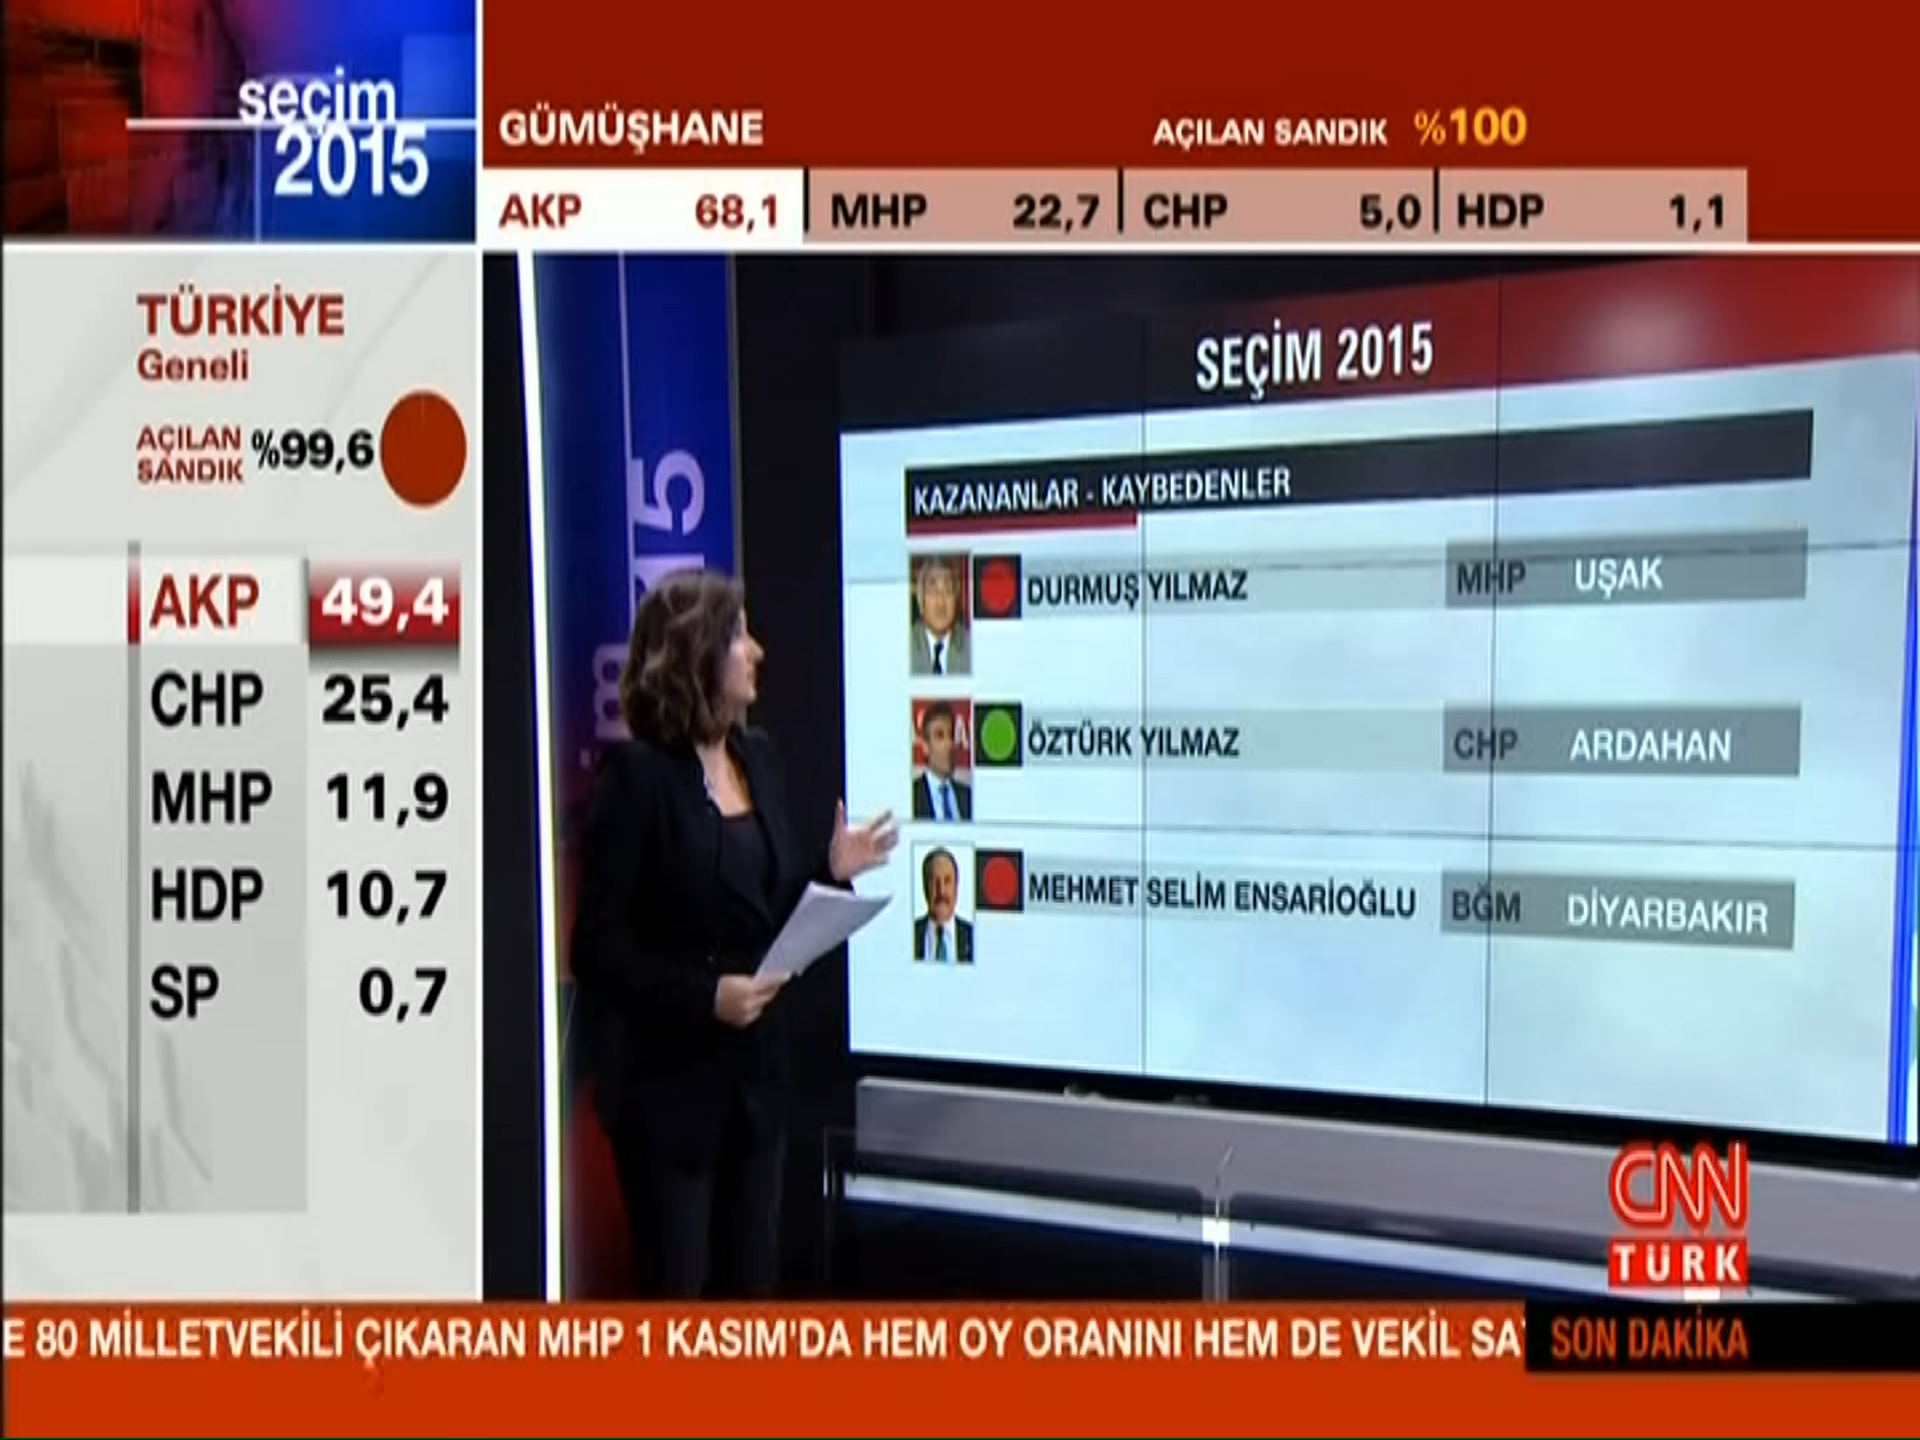 seçim
2015
GÜMÜŞHANE AÇILAN SANDIK %100
AKP 68,1 MHP 22,7 CHP 5,0 HDP 1,1
TÜRKİYE
Geneli
AÇILAN
SANDIK %99,6
AKP 49,4
CHP 25,4
MHP 11,9
HDP 10,7
SP 0,7
SEÇİM 2015
KAZANANLAR - KAYBEDENLER
DURMUŞ YILMAZ MHP UŞAK
ÖZTÜRK YILMAZ CHP ARDAHAN
MEHMET SELİM ENSARİOĞLU BĞM DİYARBAKIR
CNN
TÜRK
E 80 MİLLETVEKİLİ ÇIKARAN MHP 1 KASIM'DA HEM OY ORANINI HEM DE VEKİL
SON DAKİKA